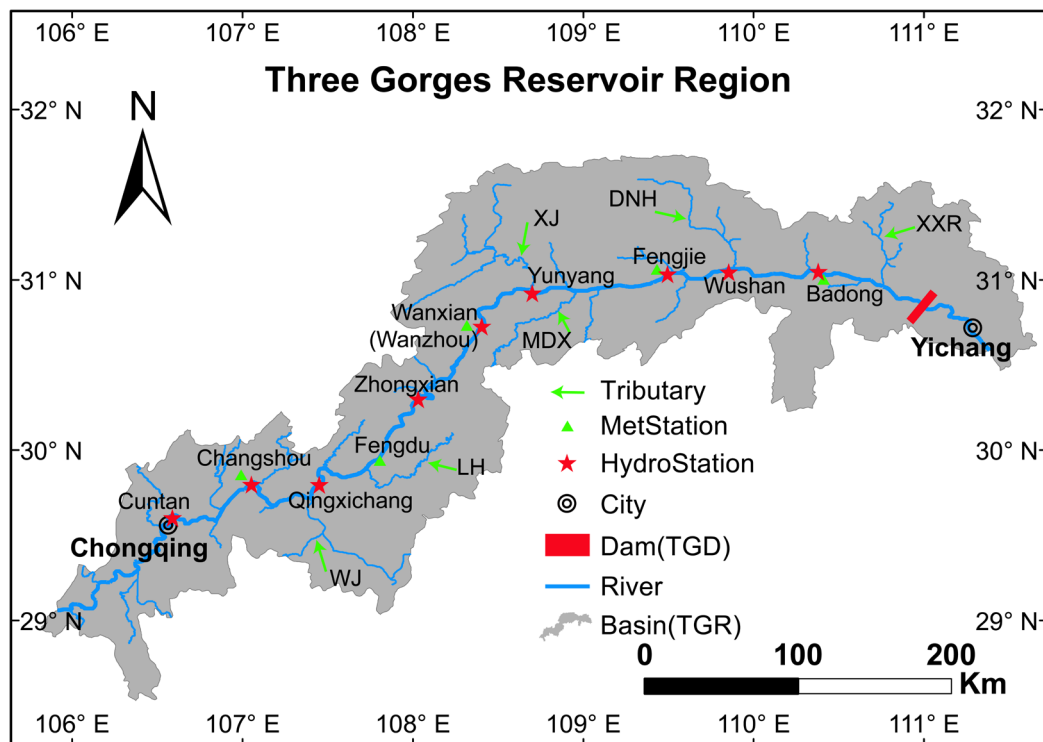 106° E 107° E 108° E 109° E 110° E 111° E
Three Gorges Reservoir Region
32° N 32° N
N
DNH
XJ
XXR
31° N 31° N
Fengjie
Yunyang
Wushan
Badong
Wanxian
(Wanzhou)
MDX
Yichang
Zhongxian
Tributary
MetStation
30° N 30° N
Fengdu
Changshou
LH
HydroStation
Cuntan
Qingxichang
City
Chongqing
Dam(TGD)
WJ
River
29° N 29° N
Basin(TGR)
0 100 200
Km
106° E 107° E 108° E 109° E 110° E 111° E